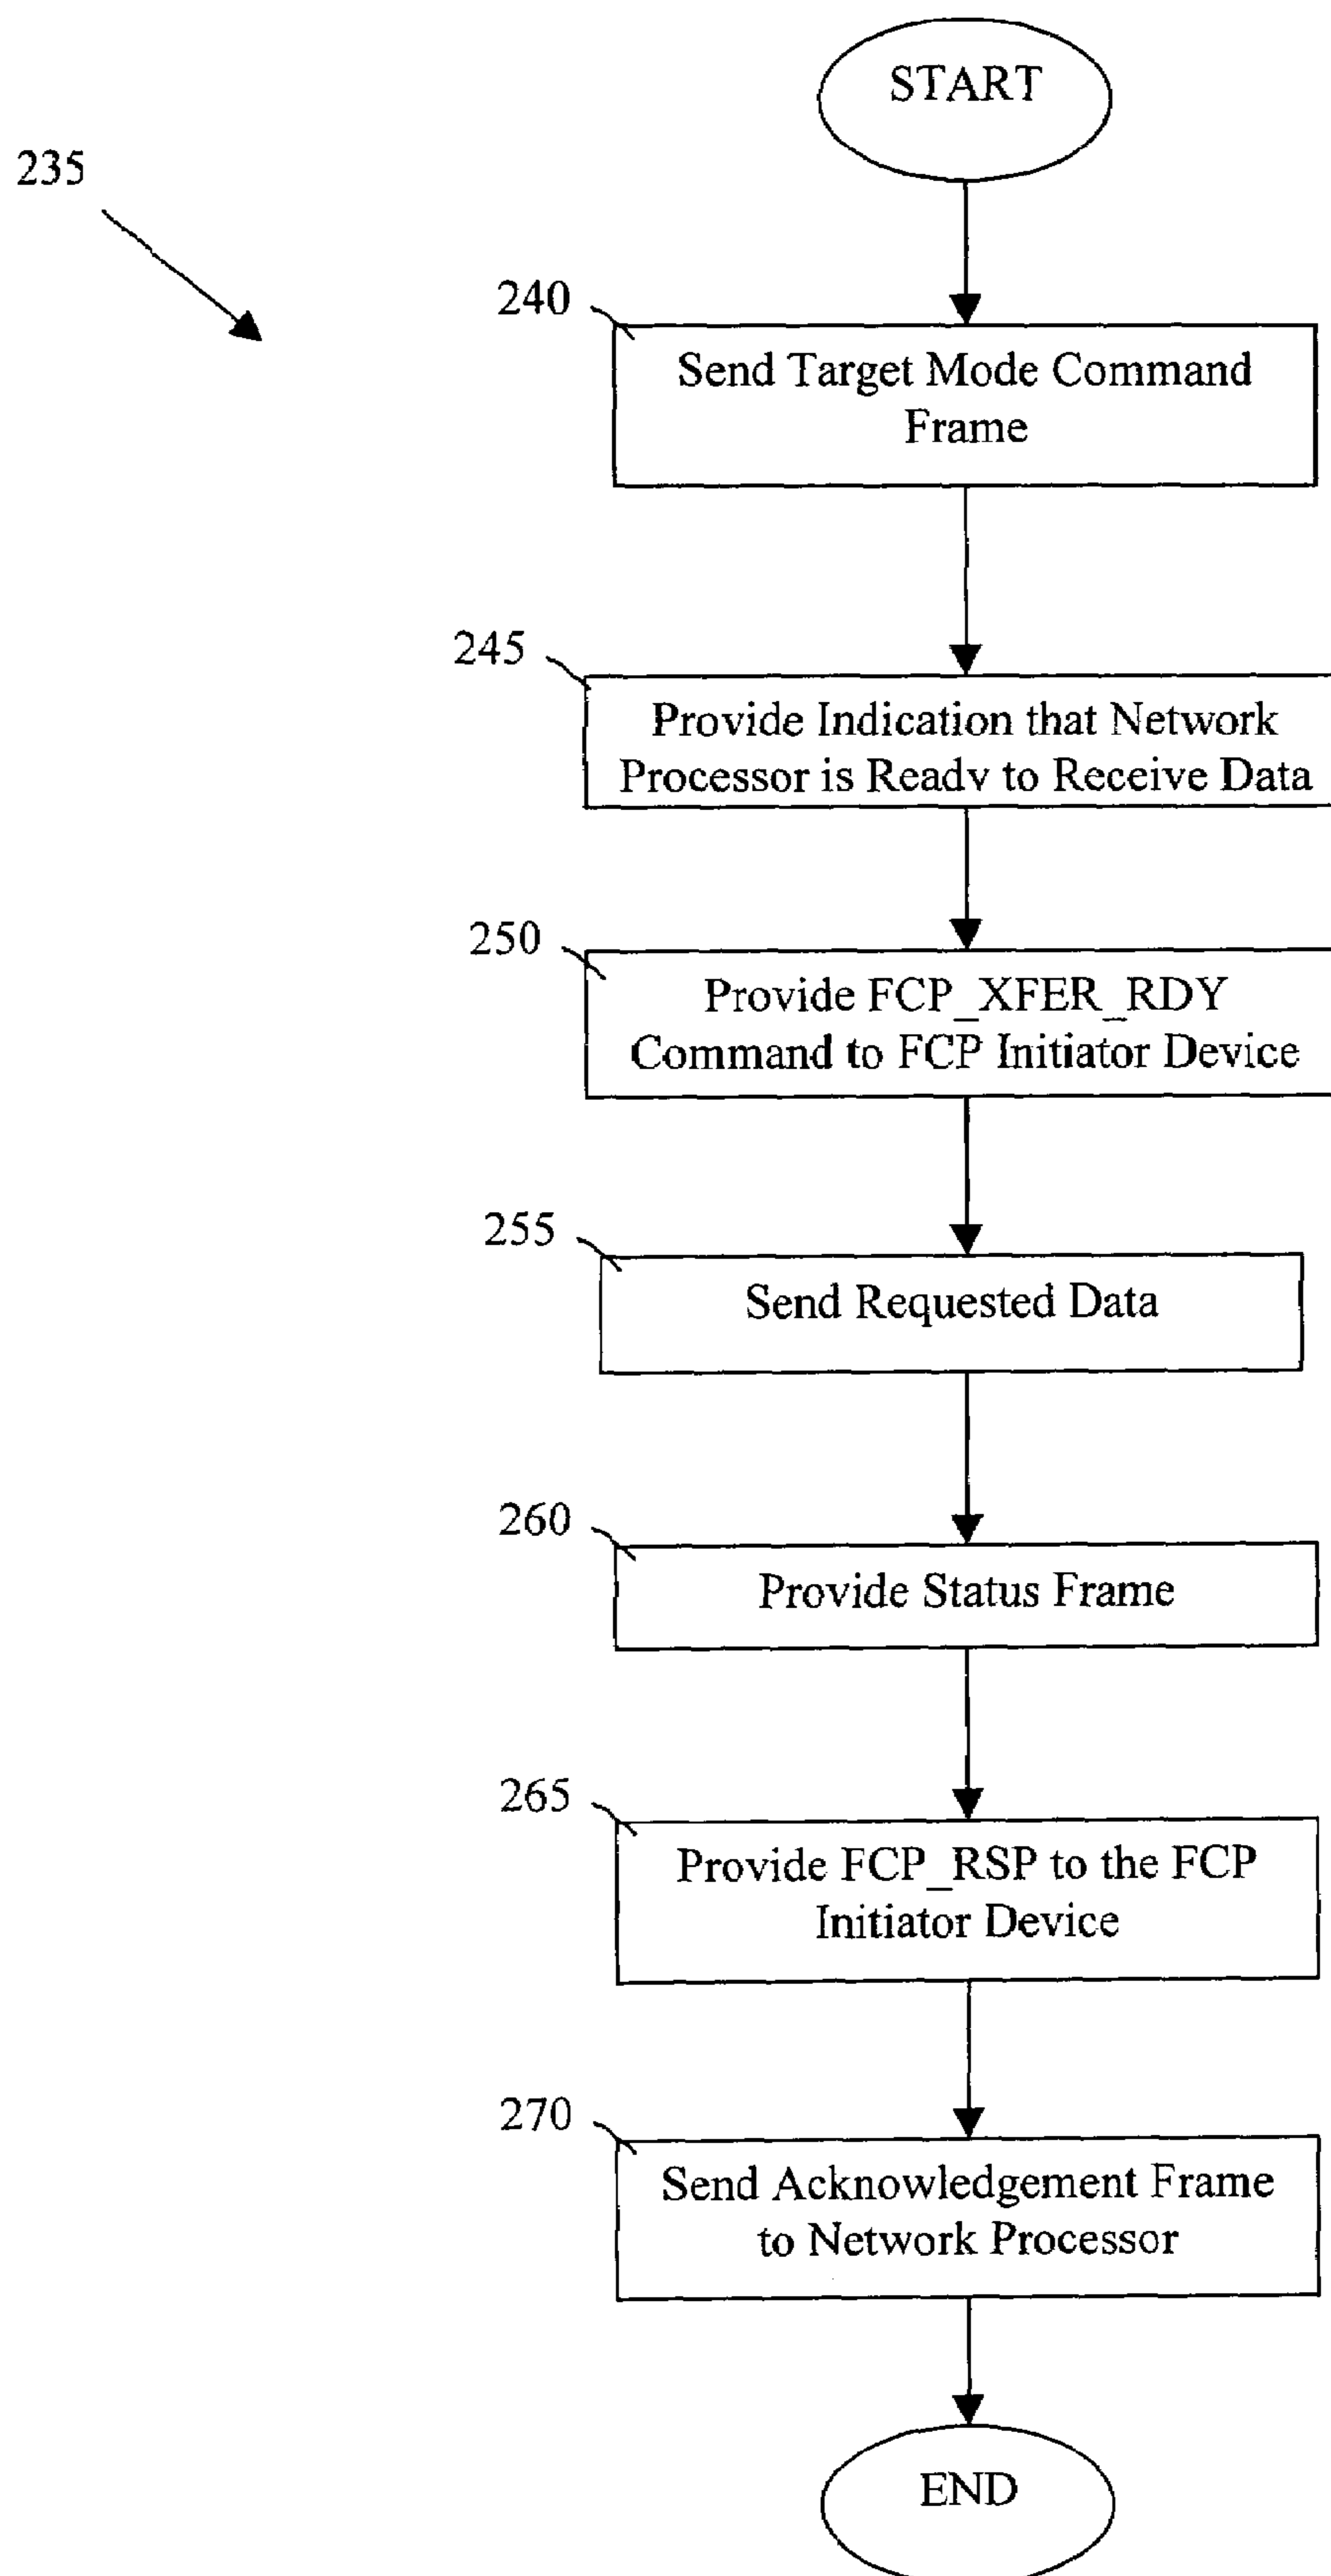 START
235
240
Send Target Mode Command
Frame
245
Provide Indication that Network
Processor is Ready to Receive Data
250
Provide FCP_XFER_RDY
Command to FCP Initiator Device
255
Send Requested Data
260
Provide Status Frame
265
Provide FCP_RSP to the FCP
Initiator Device
270
Send Acknowledgement Frame
to Network Processor
END